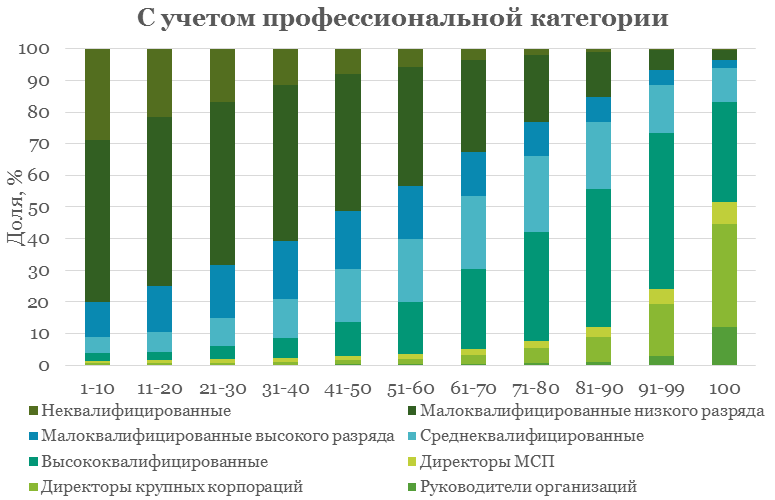 С учетом профессиональной категории
Доля, %
100
90
80
70
60
50
40
30
20
10
0
1-10 11-20 21-30 31-40 41-50 51-60 61-70 71-80 81-90 91-99 100
Неквалифицированные Малоквалифицированные низкого разряда
Малоквалифицированные высокого разряда Среднеквалифицированные
Высококвалифицированные Директоры МСП
Директоры крупных корпораций Руководители организаций